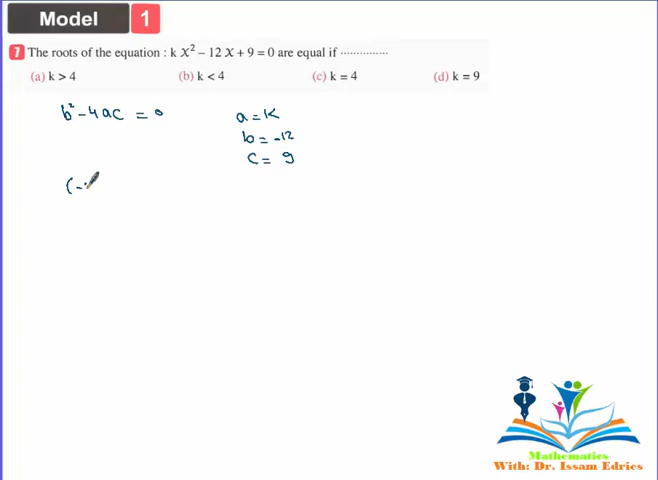 Model 1
7 The roots of the equation : k X² – 12 X + 9 = 0 are equal if ...............
(a) k > 4 (b) k < 4 (c) k = 4 (d) k = 9
b² - 4ac = 0 a = k
b = -12
c = 9
(-
Mathematics
With: Dr. Issam Edries